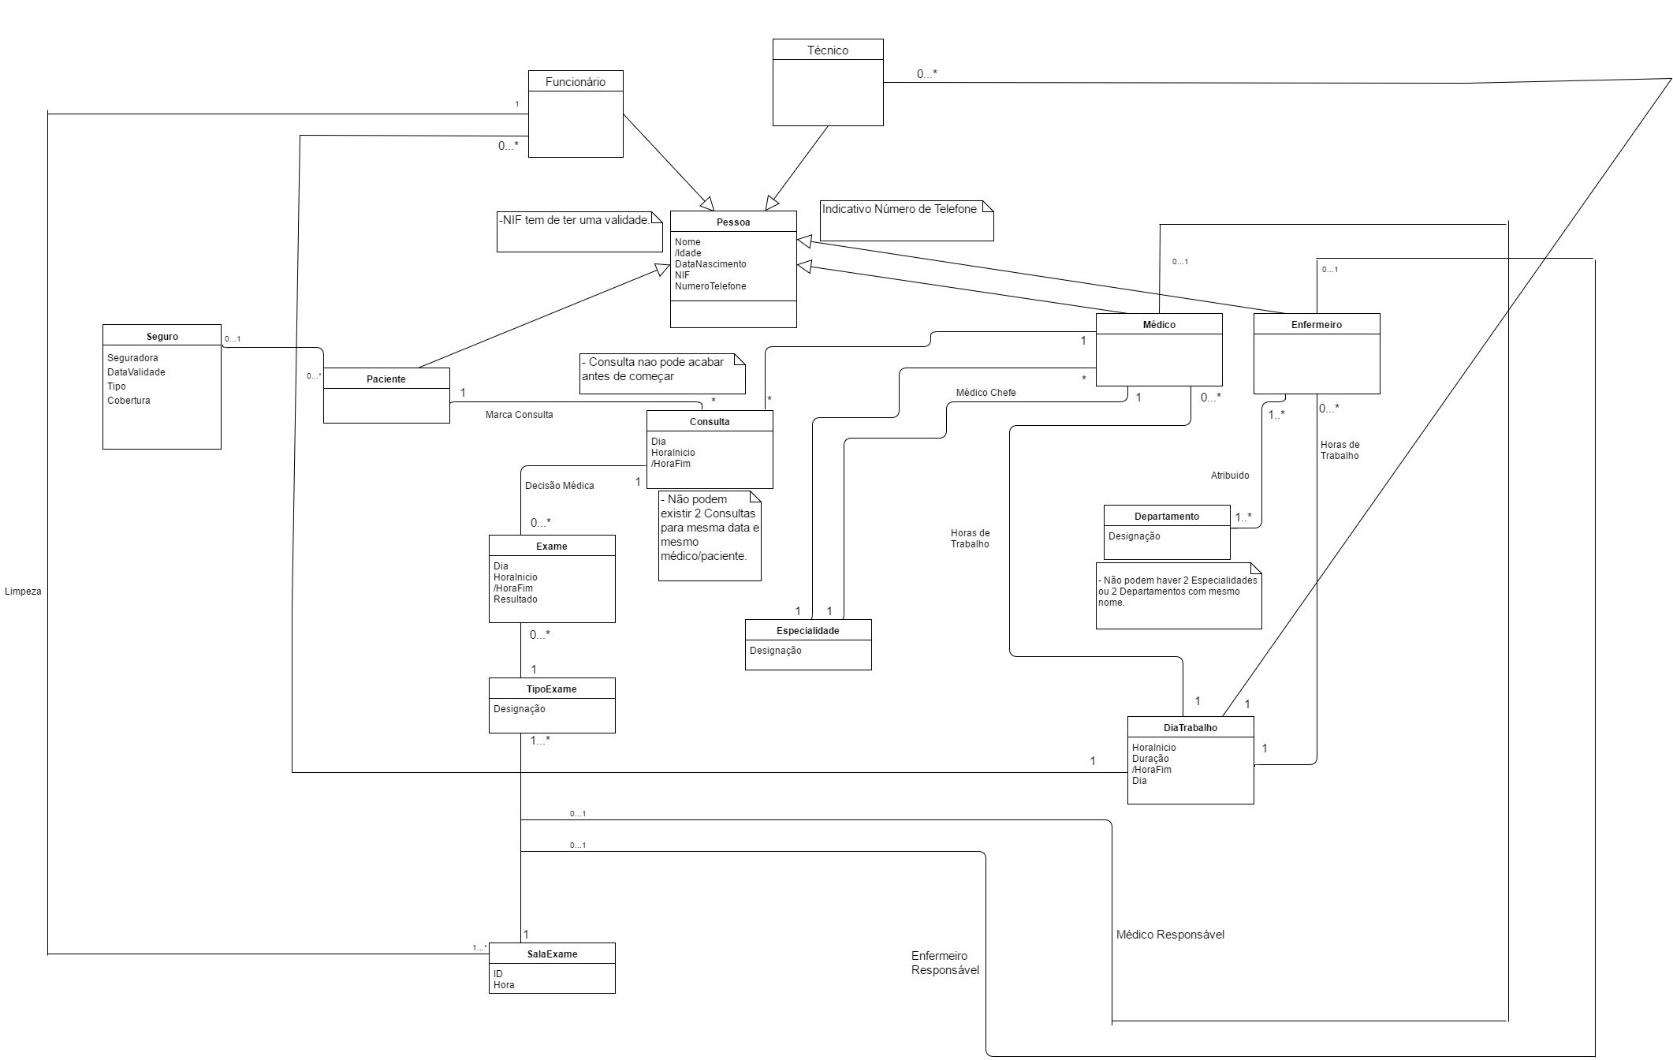 Técnico
0...*
Funcionário
1
0...*
-NIF tem de ter uma validade.
Pessoa
Nome
/Idade
DataNascimento
NIF
NumeroTelefone
Indicativo Número de Telefone
0...1
0...1
Seguro
Seguradora
DataValidade
Tipo
Cobertura
0...1
0...*
Paciente
1
Marca Consulta
- Consulta nao pode acabar
antes de começar
*
*
Consulta
Dia
HoraInicio
/HoraFim
1
- Não podem
existir 2 Consultas
para mesma data e
mesmo
médico/paciente.
Médico
1
*
Médico Chefe
1
0...*
Enfermeiro
1..*
0...*
Horas de
Trabalho
Atribuido
Departamento
Designação
1..*
- Não podem haver 2 Especialidades
ou 2 Departamentos com mesmo
nome.
Horas de
Trabalho
Decisão Médica
0...*
Exame
Dia
HoraInicio
/HoraFim
Resultado
0...*
1
TipoExame
Designação
1...*
1
1
Especialidade
Designação
Limpeza
1
1
DiaTrabalho
HoraInicio
Duração
/HoraFim
Dia
1
1
0...1
0...1
Médico Responsável
Enfermeiro
Responsável
1
1...*
SalaExame
ID
Hora